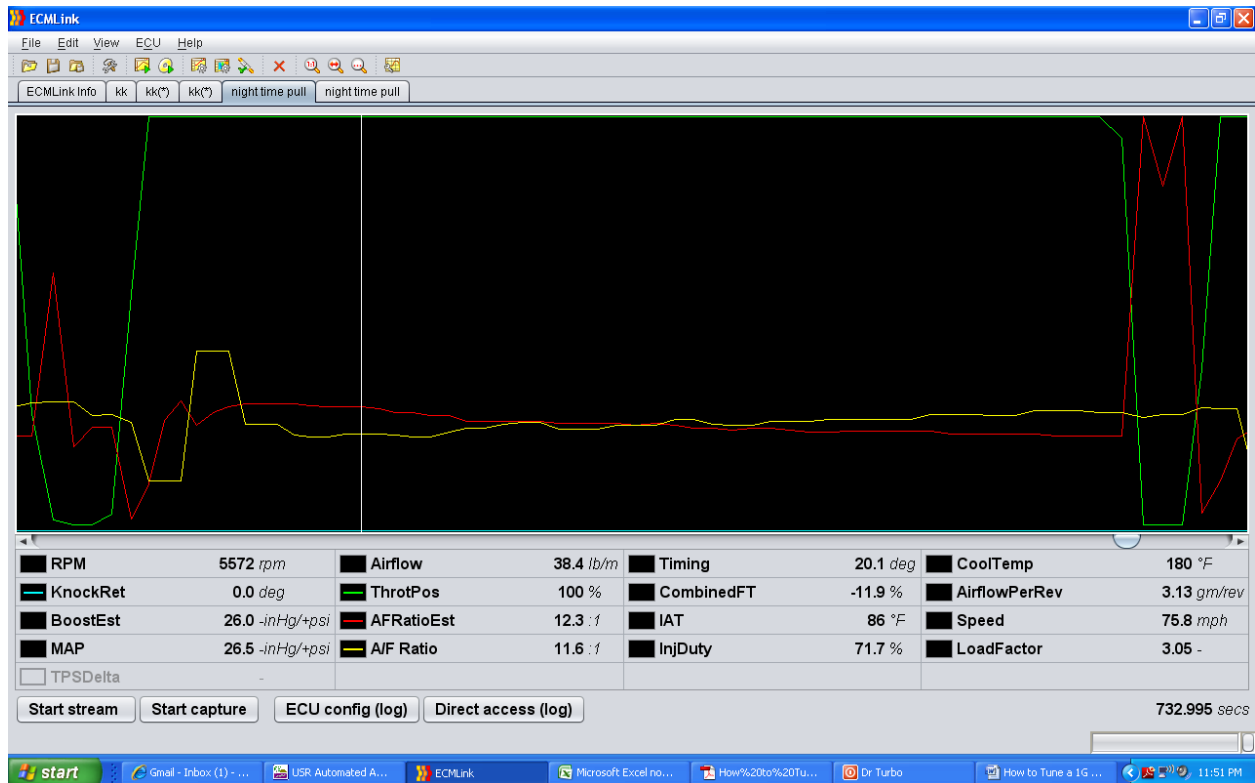 ECMLink
File Edit View ECU Help
ECMLink Info kk kk(*) kk(*) night time pull night time pull
RPM 5572 rpm Airflow 38.4 lb/m Timing 20.1 deg CoolTemp 180 °F
KnockRet 0.0 deg ThrotPos 100 % CombinedFT -11.9 % AirflowPerRev 3.13 gm/rev
BoostEst 26.0 -inHg/+psi AFRatioEst 12.3 :1 IAT 86 °F Speed 75.8 mph
MAP 26.5 -inHg/+psi A/F Ratio 11.6 :1 InjDuty 71.7 % LoadFactor 3.05 -
TPSDelta -
Start stream Start capture ECU config (log) Direct access (log) 732.995 secs
start Gmail - Inbox (1) - ... USR Automated A... ECMLink Microsoft Excel no... How%20to%20Tu... Dr Turbo How to Tune a 1G ... 11:51 PM